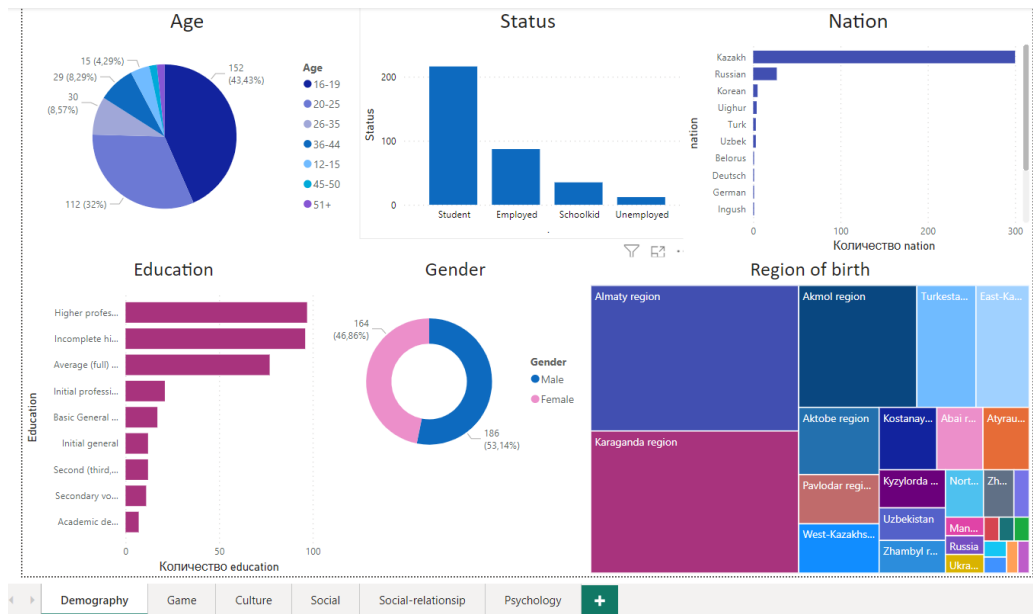 Age
Status
Nation
15 (4,29%)
29 (8,29%)
30
(8,57%)
112 (32%)
152
(43,43%)
Age
16-19
20-25
26-35
36-44
12-15
45-50
51+
Status
200
100
0
Student
Employed
Schoolkid
Unemployed
nation
Kazakh
Russian
Korean
Uighur
Turk
Uzbek
Belorus
Deutsch
German
Ingush
0
100
200
300
Количество nation
Education
Gender
Region of birth
Education
Higher profes...
Incomplete hi...
Average (full) ...
Initial professi...
Basic General ...
Initial general
Second (third,...
Secondary vo...
Academic de...
0
50
100
Количество education
164
(46,86%)
186
(53,14%)
Gender
Male
Female
Almaty region
Karaganda region
Akmol region
Turkesta...
East-Ka...
Aktobe region
Kostanay...
Abai r...
Atyrau...
Pavlodar regi...
West-Kazakhs...
Kyzylorda ...
Nort...
Zh...
Uzbekistan
Man...
Zhambyl r...
Russia
Ukra...
Demography
Game
Culture
Social
Social-relationsip
Psychology
+